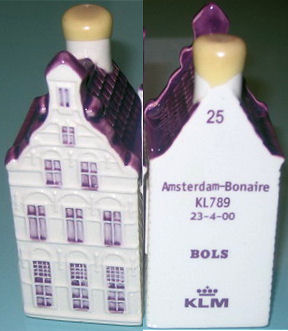 25
Amsterdam-Bonaire
KL789
23-4-00
BOLS
KLM